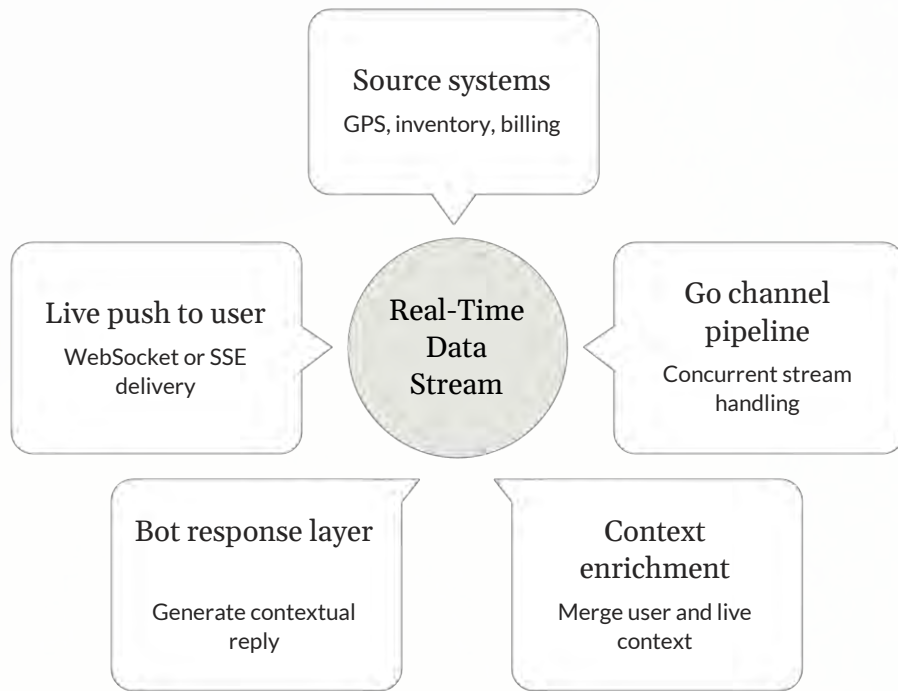 Source systems
GPS, inventory, billing
Live push to user
WebSocket or SSE
delivery
Real-Time
Data
Stream
Go channel
pipeline
Concurrent stream
handling
Bot response layer
Generate contextual
reply
Context
enrichment
Merge user and live
context